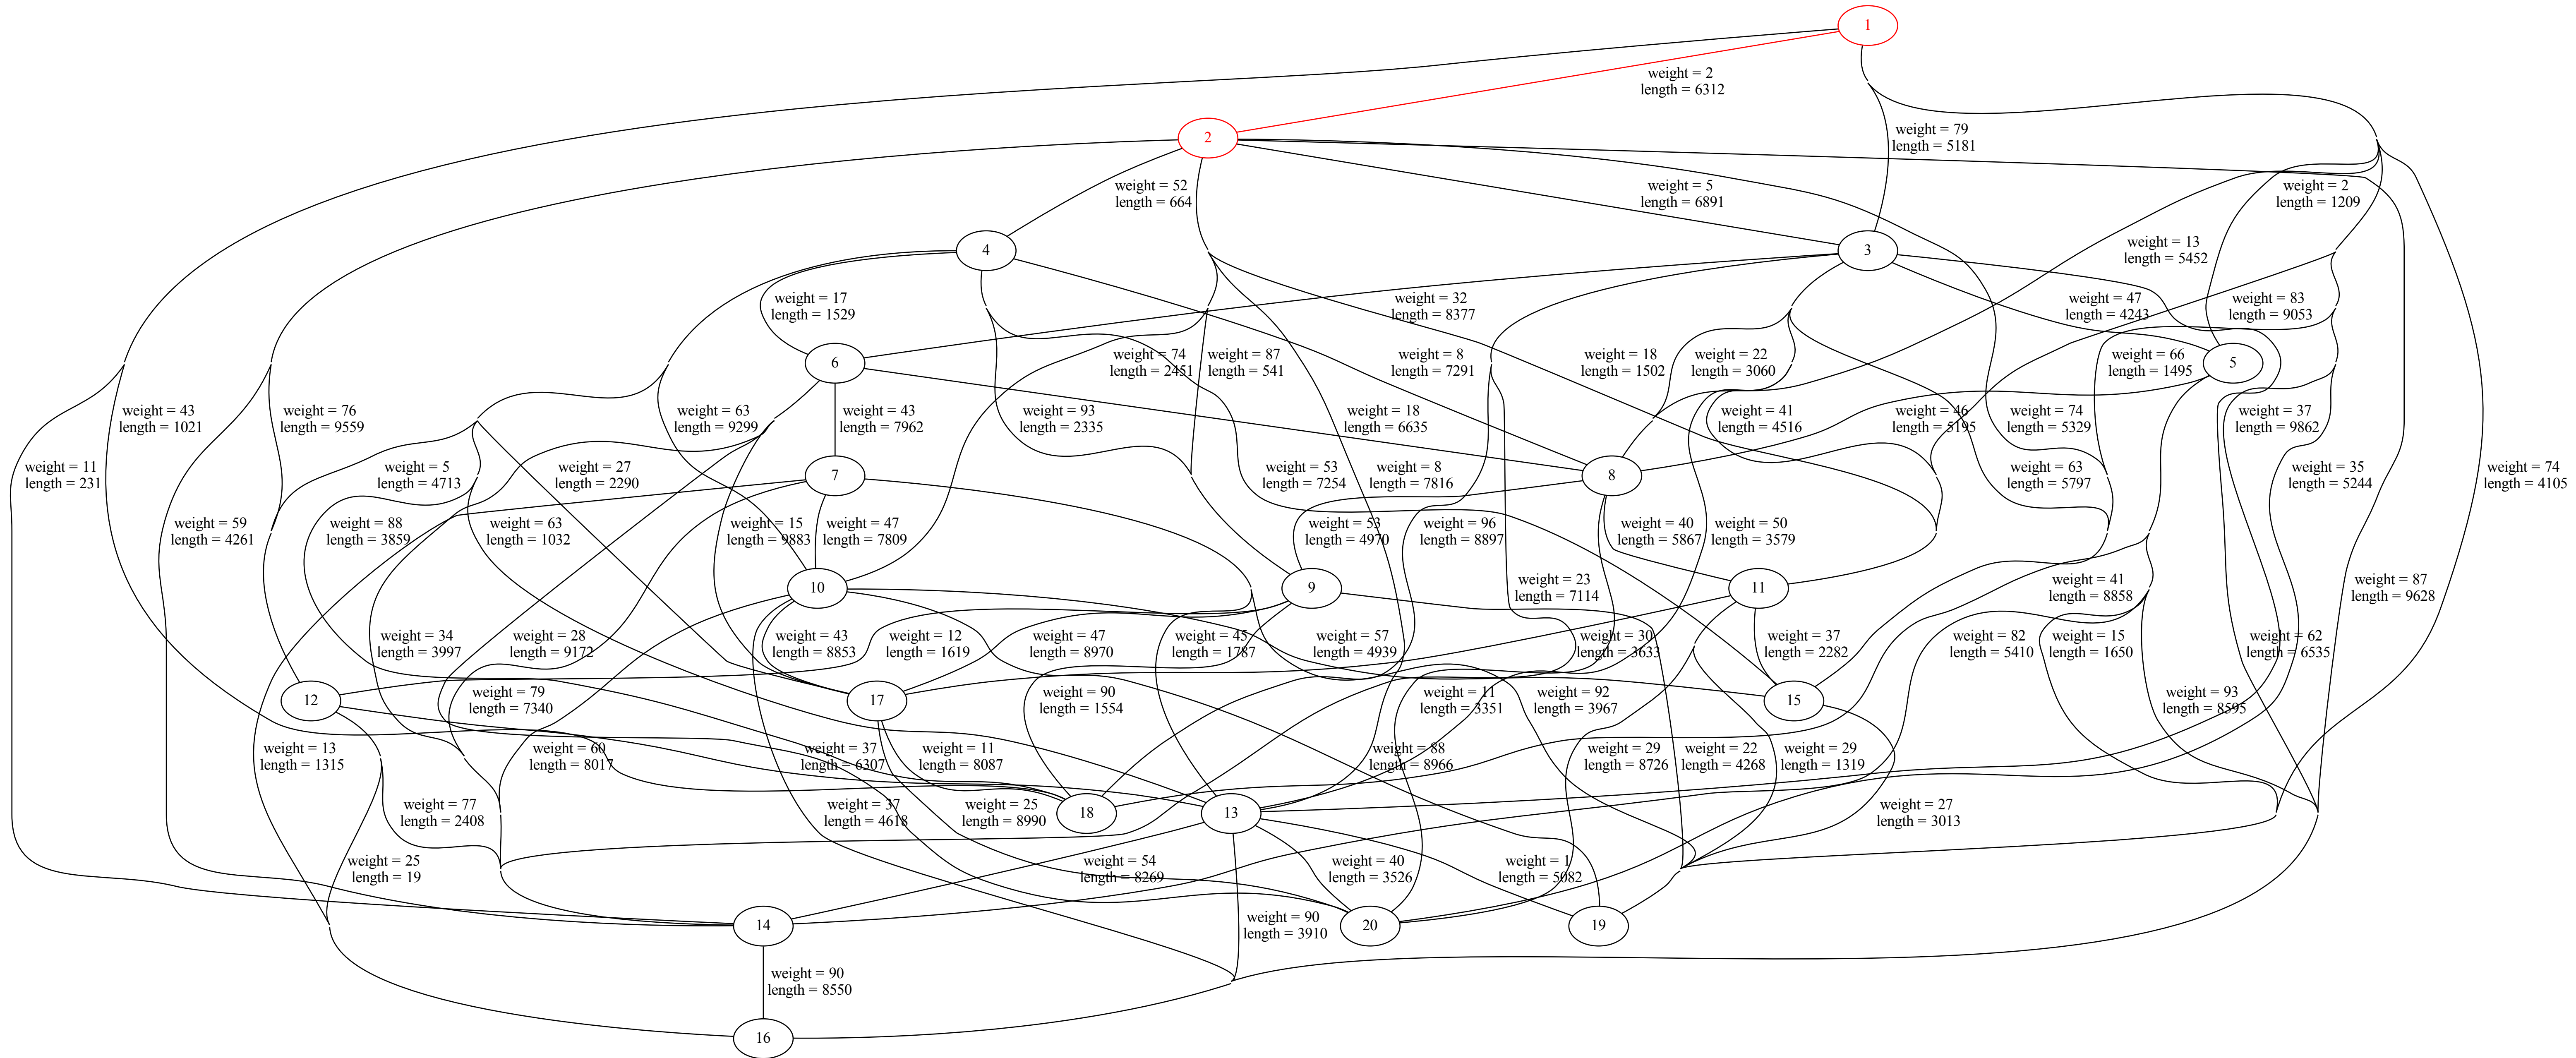 1
weight = 2
length = 6312
2
weight = 79
length = 5181
weight = 52
length = 664
weight = 5
length = 6891
weight = 2
length = 1209
4
3
weight = 13
length = 5452
weight = 17
length = 1529
weight = 32
length = 8377
weight = 47
length = 4243
weight = 83
length = 9053
6
weight = 74
length = 2451
weight = 87
length = 541
weight = 8
length = 7291
weight = 18
length = 1502
weight = 22
length = 3060
weight = 66
length = 1495
5
weight = 43
length = 1021
weight = 76
length = 9559
weight = 63
length = 9299
weight = 43
length = 7962
weight = 93
length = 2335
weight = 18
length = 6635
weight = 41
length = 4516
weight = 46
length = 5195
weight = 74
length = 5329
weight = 37
length = 9862
weight = 11
length = 231
weight = 5
length = 4713
weight = 27
length = 2290
7
weight = 53
length = 7254
weight = 8
length = 7816
8
weight = 63
length = 5797
weight = 35
length = 5244
weight = 74
length = 4105
weight = 59
length = 4261
weight = 88
length = 3859
weight = 63
length = 1032
weight = 15
length = 9883
weight = 47
length = 7809
weight = 53
length = 4970
weight = 96
length = 8897
weight = 40
length = 5867
weight = 50
length = 3579
10
9
weight = 23
length = 7114
11
weight = 41
length = 8858
weight = 87
length = 9628
weight = 34
length = 3997
weight = 28
length = 9172
weight = 43
length = 8853
weight = 12
length = 1619
weight = 47
length = 8970
weight = 45
length = 1787
weight = 57
length = 4939
weight = 30
length = 3633
weight = 37
length = 2282
weight = 82
length = 5410
weight = 15
length = 1650
weight = 62
length = 6535
12
weight = 79
length = 7340
17
weight = 90
length = 1554
weight = 11
length = 3351
weight = 92
length = 3967
15
weight = 93
length = 8595
weight = 13
length = 1315
weight = 60
length = 8017
weight = 37
length = 6307
weight = 11
length = 8087
weight = 88
length = 8966
weight = 29
length = 8726
weight = 22
length = 4268
weight = 29
length = 1319
weight = 77
length = 2408
weight = 37
length = 4618
weight = 25
length = 8990
18
13
weight = 27
length = 3013
weight = 25
length = 19
weight = 54
length = 8269
weight = 40
length = 3526
weight = 1
length = 5082
14
weight = 90
length = 3910
20
19
weight = 90
length = 8550
16